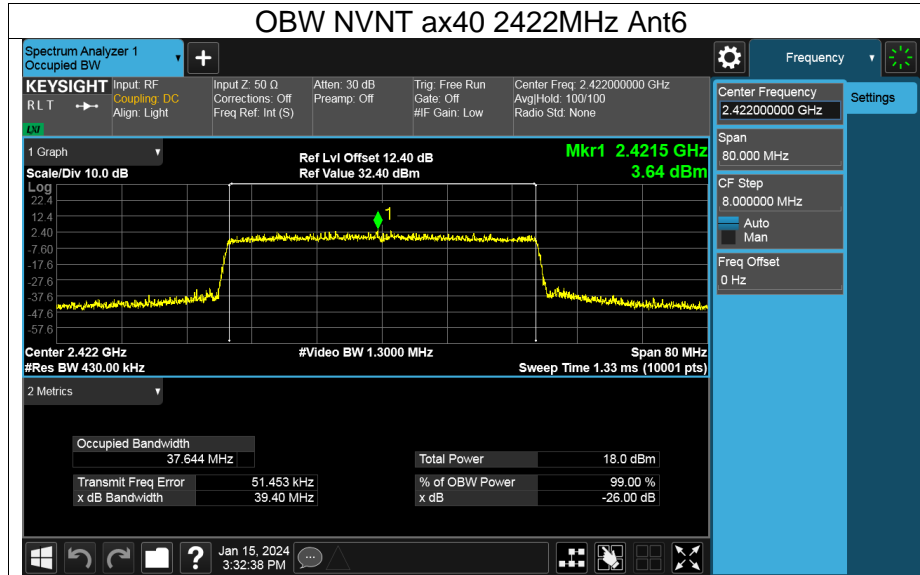 OBW NVNT ax40 2422MHz Ant6
Spectrum Analyzer 1
Occupied BW
+
Frequency
KEYSIGHT
RLT
LXI
Input: RF
Coupling: DC
Align: Light
Input Z: 50 Ω
Corrections: Off
Freq Ref: Int (S)
Atten: 30 dB
Preamp: Off
Trig: Free Run
Gate: Off
#IF Gain: Low
Center Freq: 2.422000000 GHz
Avg|Hold: 100/100
Radio Std: None
Center Frequency
2.422000000 GHz
Settings
Span
80.000 MHz
CF Step
8.000000 MHz
Auto
Man
Freq Offset
0 Hz
1 Graph
Scale/Div 10.0 dB
Ref Lvl Offset 12.40 dB
Ref Value 32.40 dBm
Mkr1 2.4215 GHz
3.64 dBm
Log
22.4
12.4
2.40
-7.60
-17.6
-27.6
-37.6
-47.6
-57.6
1
Center 2.422 GHz
#Res BW 430.00 kHz
#Video BW 1.3000 MHz
Span 80 MHz
Sweep Time 1.33 ms (10001 pts)
2 Metrics
Occupied Bandwidth
37.644 MHz
Transmit Freq Error 51.453 kHz
x dB Bandwidth 39.40 MHz
Total Power 18.0 dBm
% of OBW Power 99.00 %
x dB -26.00 dB
?
Jan 15, 2024
3:32:38 PM